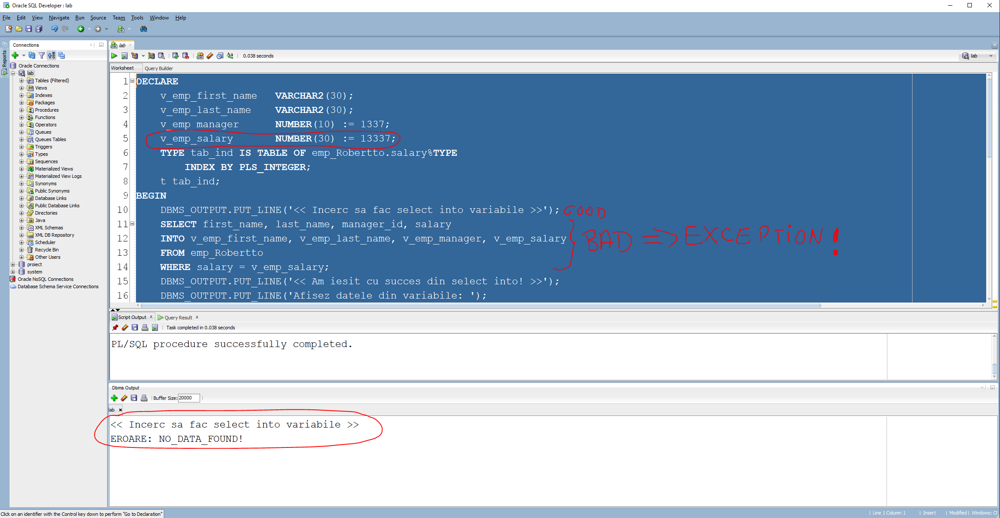 Oracle SQL Developer : lab
File Edit View Navigate Run Source Team Tools Window Help
Reports
Connections
Oracle Connections
lab
Tables (Filtered)
Views
Indexes
Packages
Procedures
Functions
Operators
Queues
Queues Tables
Triggers
Types
Sequences
Materialized Views
Materialized View Logs
Synonyms
Public Synonyms
Database Links
Public Database Links
Directories
Java
XML Schemas
XML DB Repository
Scheduler
Recycle Bin
Other Users
proiect
system
Oracle NoSQL Connections
Database Schema Service Connections
lab
0.038 seconds
lab
Worksheet Query Builder
1 DECLARE
2 v_emp_first_name VARCHAR2(30);
3 v_emp_last_name VARCHAR2(30);
4 v_emp_manager NUMBER(10) := 1337;
5 v_emp_salary NUMBER(30) := 13337;
6 TYPE tab_ind IS TABLE OF emp_Robertto.salary%TYPE
7 INDEX BY PLS_INTEGER;
8 t tab_ind;
9 BEGIN
10 DBMS_OUTPUT.PUT_LINE('<< Incerc sa fac select into variabile >>'); GOOD
11 SELECT first_name, last_name, manager_id, salary
12 INTO v_emp_first_name, v_emp_last_name, v_emp_manager, v_emp_salary
BAD => EXCEPTION!
13 FROM emp_Robertto
14 WHERE salary = v_emp_salary;
15 DBMS_OUTPUT.PUT_LINE('<< Am iesit cu succes din select into! >>');
16 DBMS_OUTPUT.PUT_LINE('Afisez datele din variabile: ');
Script Output Query Result
Task completed in 0.038 seconds
PL/SQL procedure successfully completed.
Dbms Output
Buffer Size: 20000
lab
<< Incerc sa fac select into variabile >>
EROARE: NO_DATA_FOUND!
Click on an identifier with the Control key down to perform "Go to Declaration"
Line 1 Column 1 | Insert | Modified | Windows: